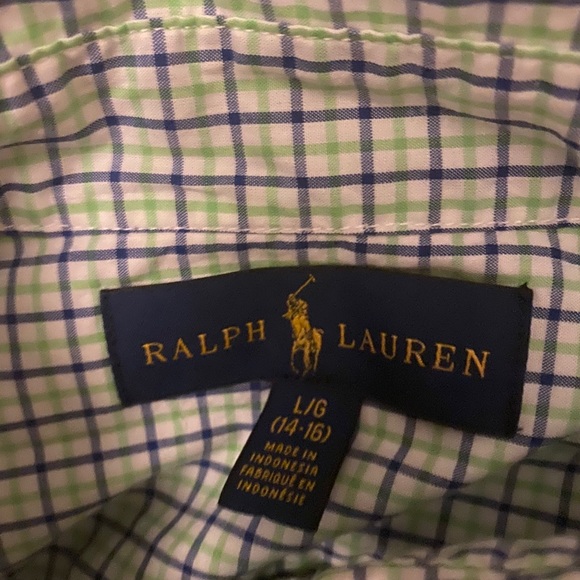 RALPH LAUREN
L/G
(14-16)
MADE IN
INDONESIA
FABRIQUÉ EN
INDONÉSIE